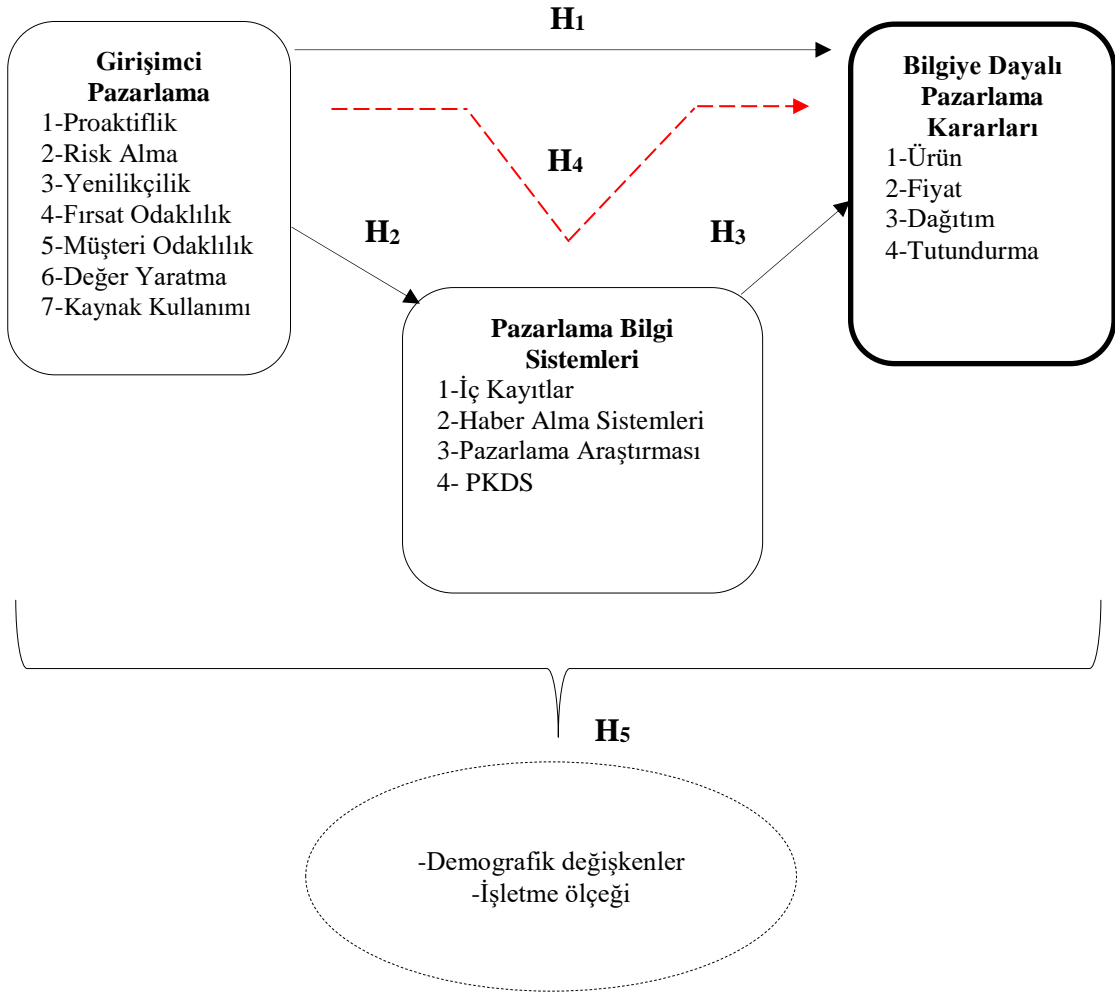 H1
Girişimci
Pazarlama
1-Proaktiflik
2-Risk Alma
3-Yenilikçilik
4-Fırsat Odaklılık
5-Müşteri Odaklılık
6-Değer Yaratma
7-Kaynak Kullanımı
Bilgiye Dayalı
Pazarlama
Kararları
1-Ürün
2-Fiyat
3-Dağıtım
4-Tutundurma
H4
H2
H3
Pazarlama Bilgi
Sistemleri
1-İç Kayıtlar
2-Haber Alma Sistemleri
3-Pazarlama Araştırması
4- PKDS
H5
-Demografik değişkenler
-İşletme ölçeği